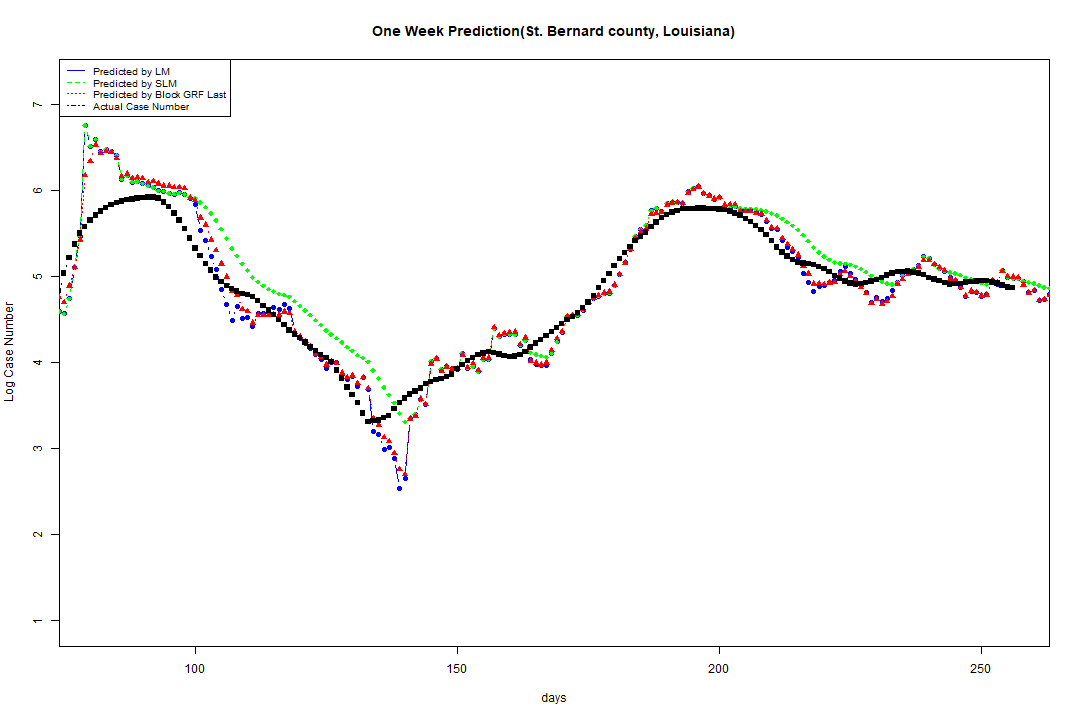 One Week Prediction(St. Bernard county, Louisiana)
Predicted by LM
Predicted by SLM
Predicted by Block GRF Last
Actual Case Number
7
6
5
4
3
2
1
Log Case Number
100 150 200 250
days